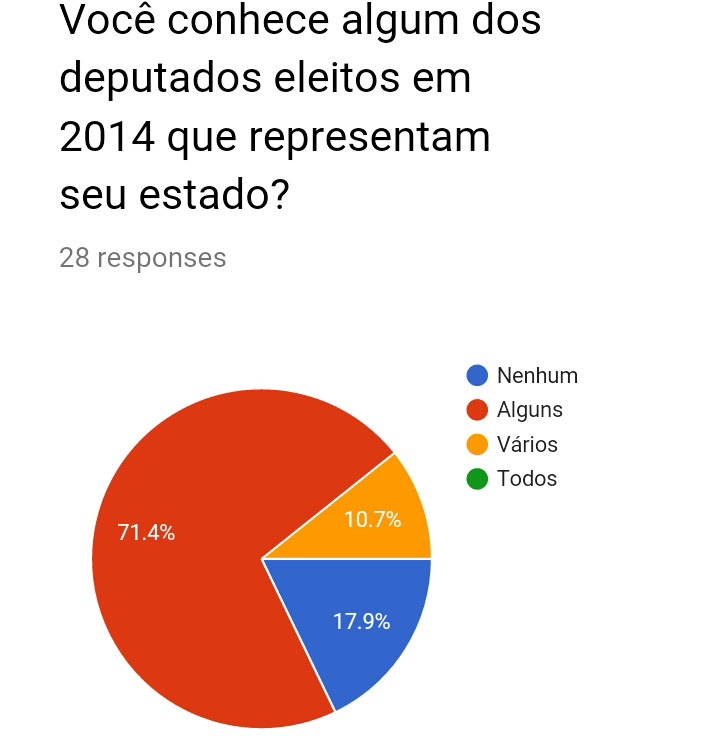 Você conhece algum dos
deputados eleitos em
2014 que representam
seu estado?
28 responses
Nenhum
Alguns
Vários
Todos
71.4%
10.7%
17.9%